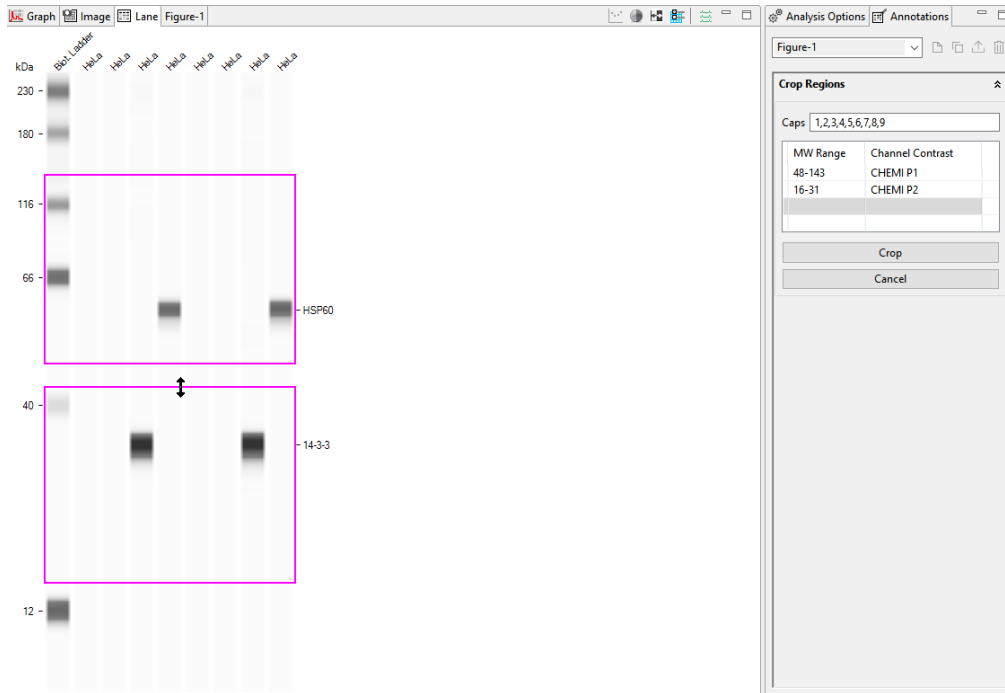 Graph Image Lane Figure-1
Analysis Options Annotations
Figure-1
Crop Regions
Caps 1,2,3,4,5,6,7,8,9
MW Range Channel Contrast
48-143 CHEMI P1
16-31 CHEMI P2
Crop
Cancel
kDa Biot. Ladder HeLa HeLa HeLa HeLa HeLa HeLa HeLa HeLa
230
180
116
66
HSP60
40
14-3-3
12